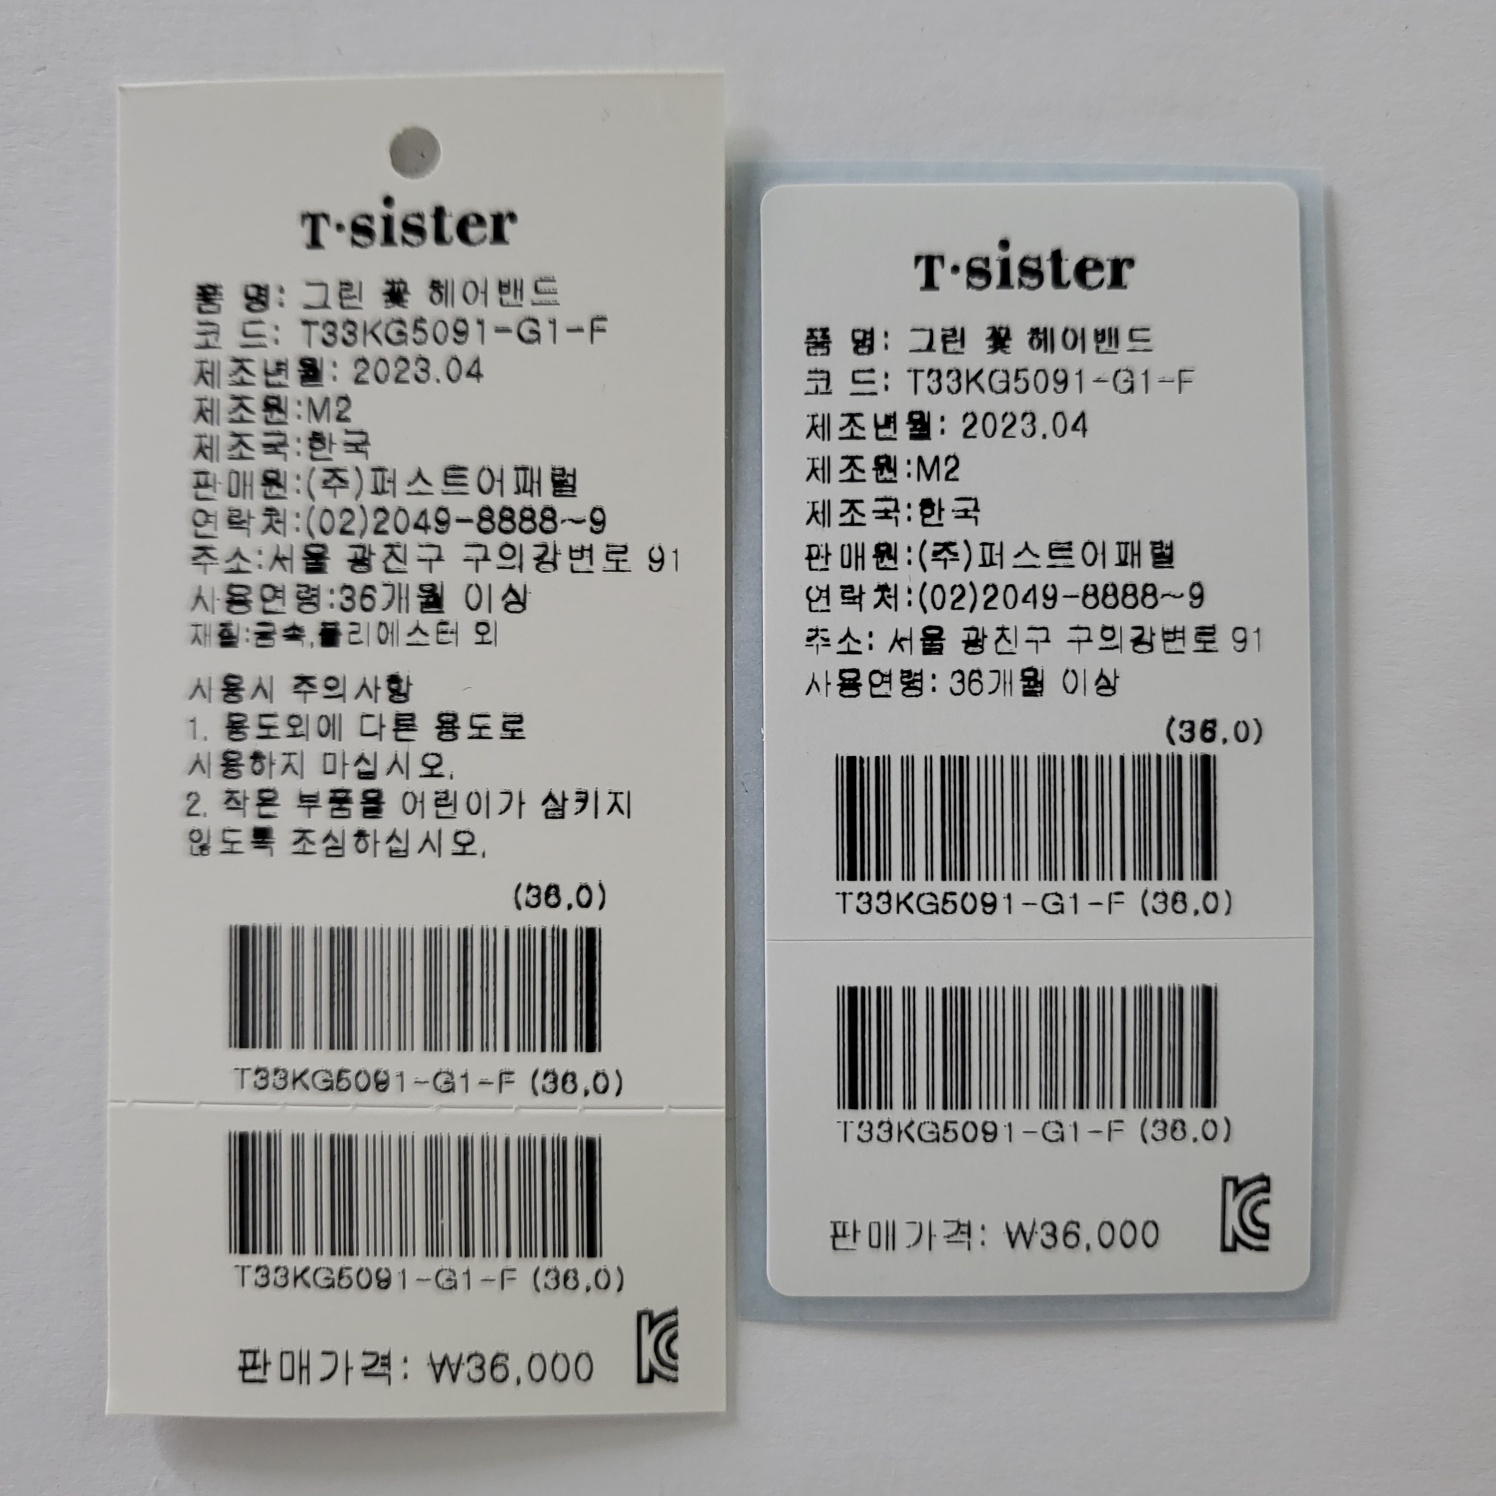 T·sister
품 명: 그린 꽃 헤어밴드
코 드: T33KG5091-G1-F
제조년월: 2023.04
제조원:M2
제조국:한국
판매원:(주)퍼스트어패럴
연락처:(02)2049-8888~9
주소:서울 광진구 구의강변로 91
사용연령:36개월 이상
재질:금속,폴리에스터 외
사용시 주의사항
1. 용도외에 다른 용도로
사용하지 마십시오.
2. 작은 부품을 어린이가 삼키지
않도록 조심하십시오.
(36.0)
T33KG5091-G1-F (36.0)
T33KG5091-G1-F (36.0)
판매가격: ₩36,000
KC
T·sister
품 명: 그린 꽃 헤어밴드
코 드: T33KG5091-G1-F
제조년월: 2023.04
제조원:M2
제조국:한국
판매원:(주)퍼스트어패럴
연락처:(02)2049-8888~9
주소: 서울 광진구 구의강변로 91
사용연령: 36개월 이상
(36.0)
T33KG5091-G1-F (36.0)
T33KG5091-G1-F (36.0)
판매가격: ₩36,000
KC